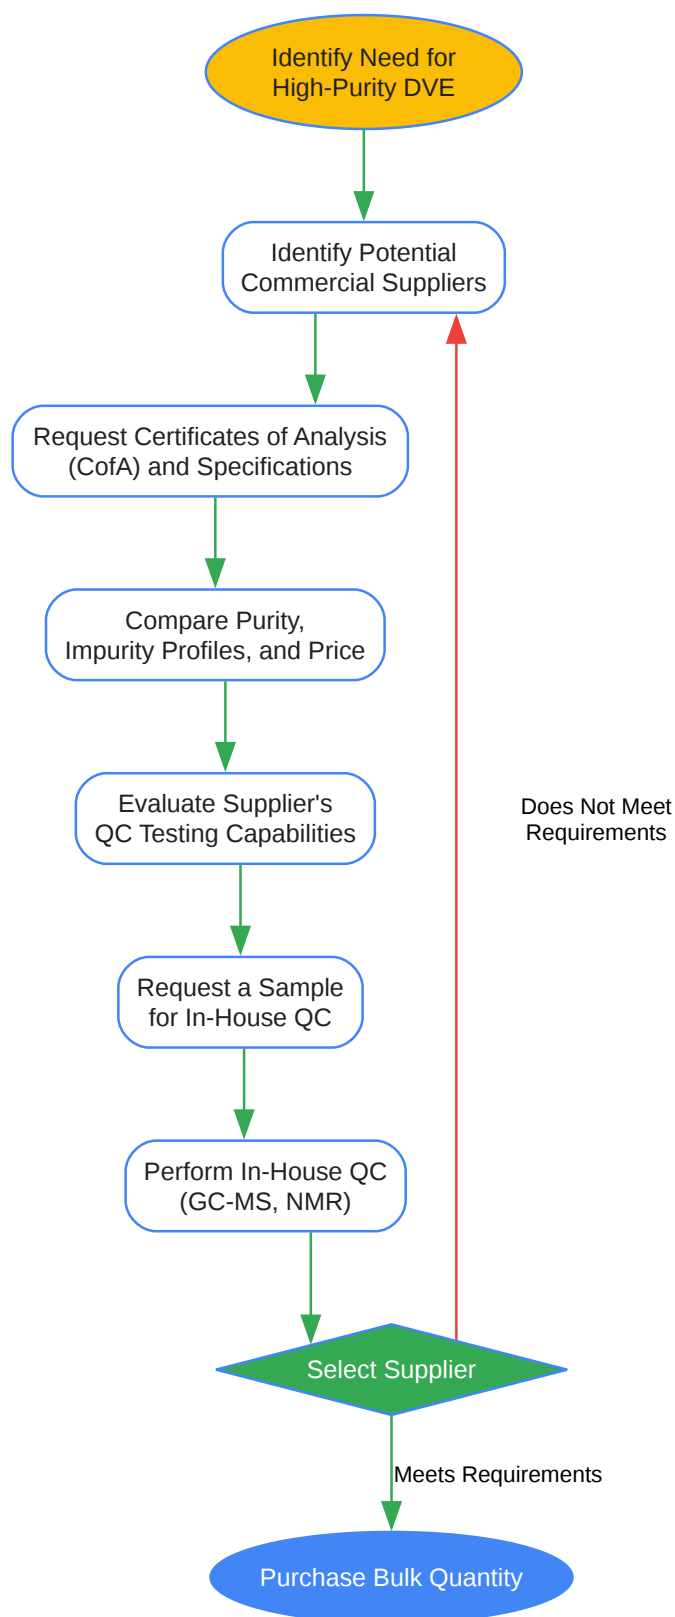 Identify Need for
High-Purity DVE
Identify Potential
Commercial Suppliers
Request Certificates of Analysis
(CofA) and Specifications
Compare Purity,
Impurity Profiles, and Price
Evaluate Supplier's
QC Testing Capabilities
Does Not Meet
Requirements
Request a Sample
for In-House QC
Perform In-House QC
(GC-MS, NMR)
Select Supplier
Meets Requirements
Purchase Bulk Quantity